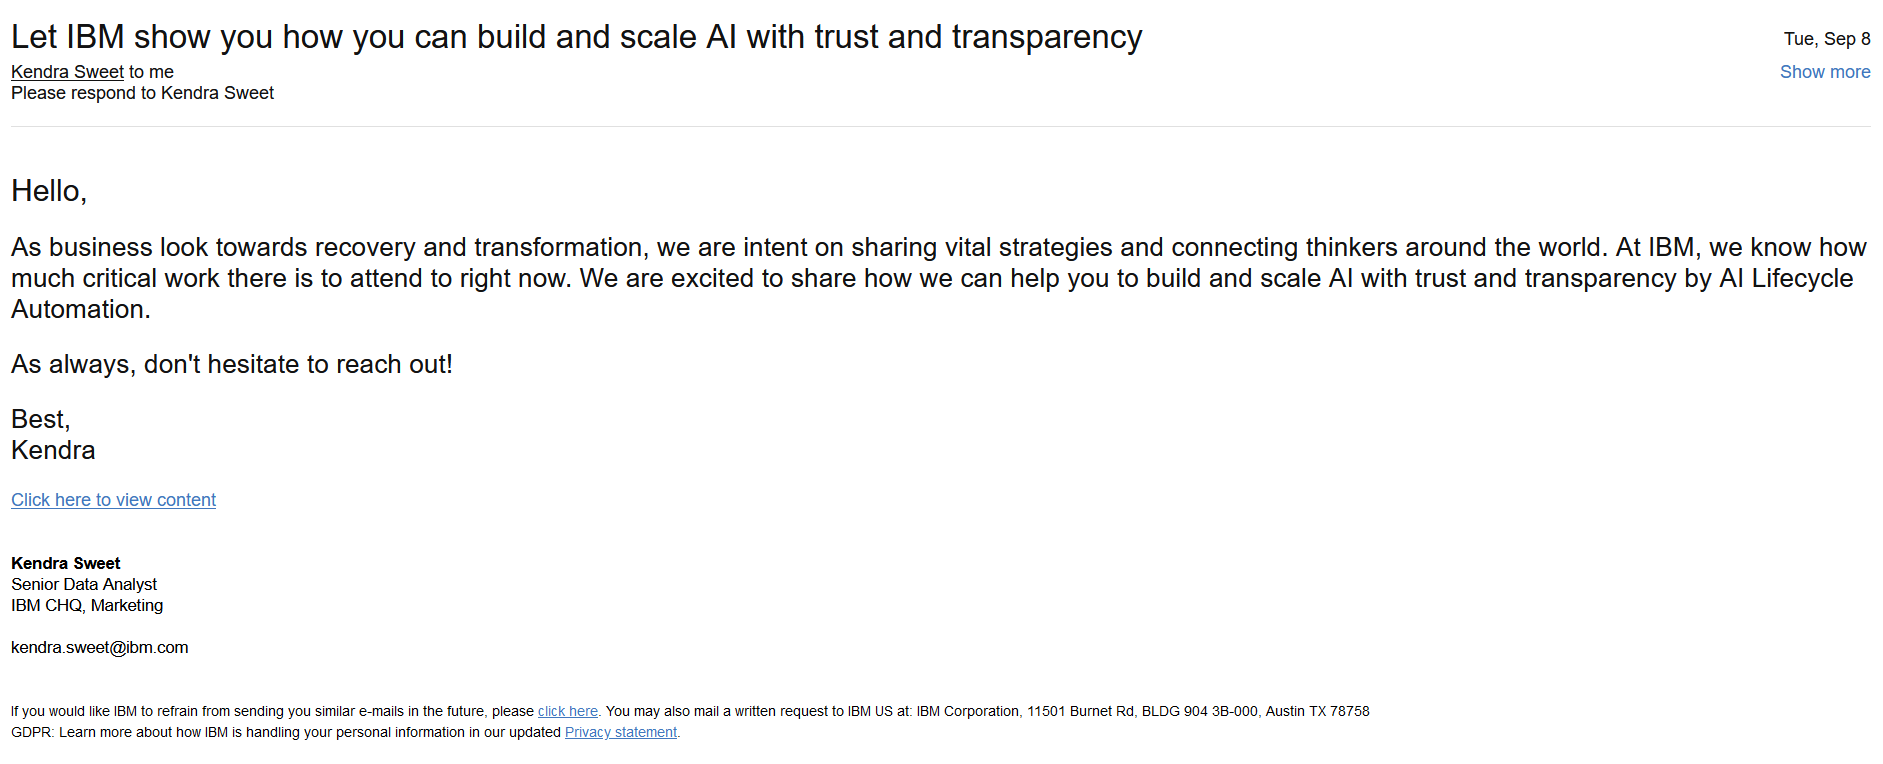 Let IBM show you how you can build and scale AI with trust and transparency
Tue, Sep 8
Kendra Sweet to me
Show more
Please respond to Kendra Sweet
Hello,
As business look towards recovery and transformation, we are intent on sharing vital strategies and connecting thinkers around the world. At IBM, we know how
much critical work there is to attend to right now. We are excited to share how we can help you to build and scale AI with trust and transparency by AI Lifecycle
Automation.
As always, don't hesitate to reach out!
Best,
Kendra
Click here to view content
Kendra Sweet
Senior Data Analyst
IBM CHQ, Marketing
kendra.sweet@ibm.com
If you would like IBM to refrain from sending you similar e-mails in the future, please click here. You may also mail a written request to IBM US at: IBM Corporation, 11501 Burnet Rd, BLDG 904 3B-000, Austin TX 78758
GDPR: Learn more about how IBM is handling your personal information in our updated Privacy statement.